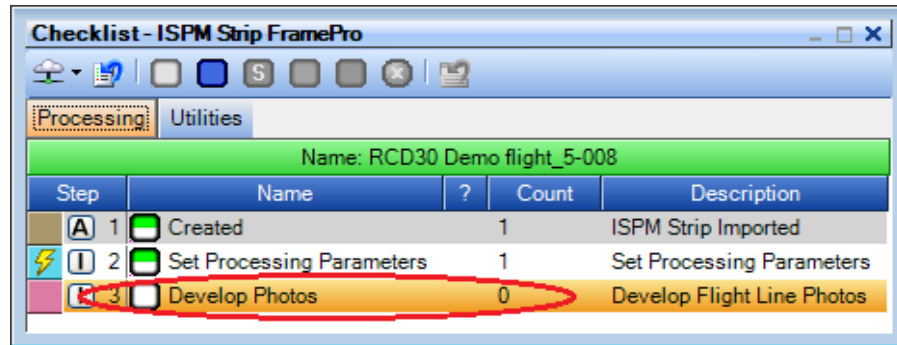 Checklist - ISPM Strip FramePro
S
Processing Utilities
Name: RCD30 Demo flight_5-008
Step Name ? Count Description
A 1 Created 1 ISPM Strip Imported
I 2 Set Processing Parameters 1 Set Processing Parameters
3 Develop Photos 0 Develop Flight Line Photos